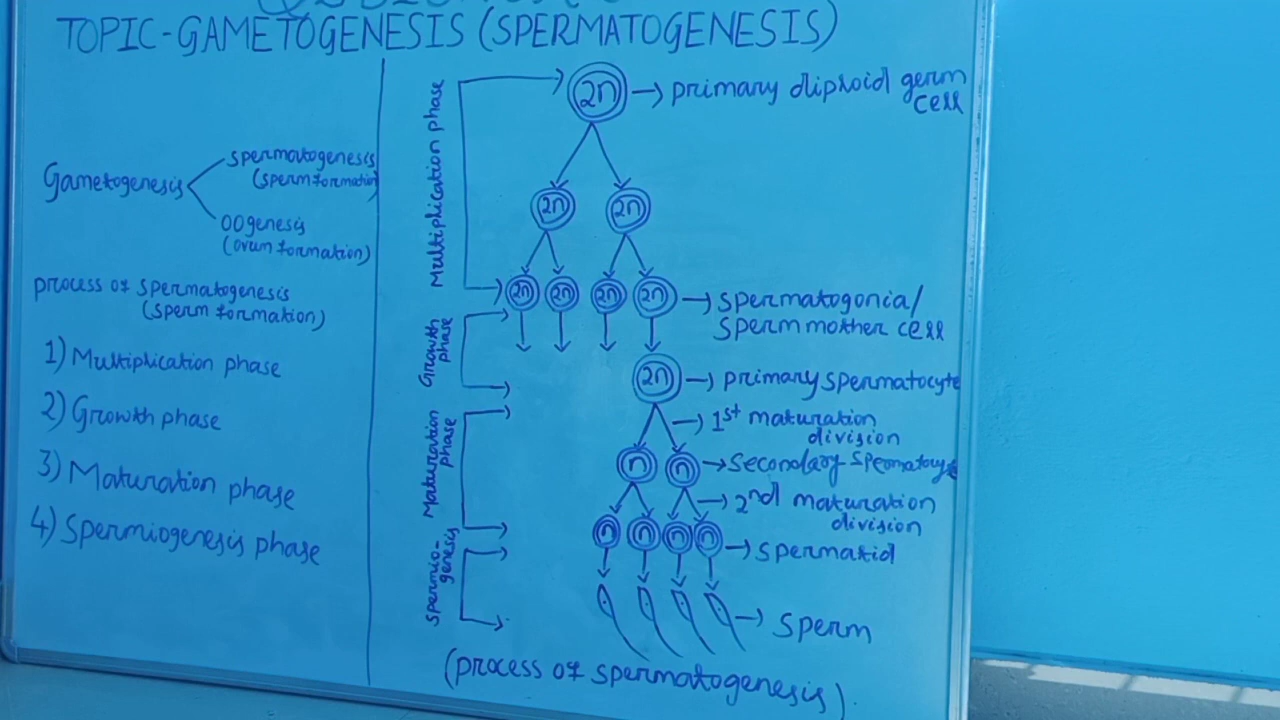 TOPIC-GAMETOGENESIS (SPERMATOGENESIS)
Gametogenesis
spermatogenesis
(sperm formation
OOgenesis
(ovum formation)
process of spermatogenesis
(sperm formation)
1) Multiplication phase
2) Growth phase
3) Maturation phase
4) Spermiogenesis phase
Multiplication phase
Growth
phase
Maturation
phase
spermio-
genesis
2n → primary diploid germ
cell
2n 2n
2n 2n 2n 2n → spermatogonia/
sperm mother cell
2n → primary spermatocyte
→ 1st maturation
division
n n → secondary spermatocyte
→ 2nd maturation
division
n n n n → spermatid
→ sperm
(process of spermatogenesis).